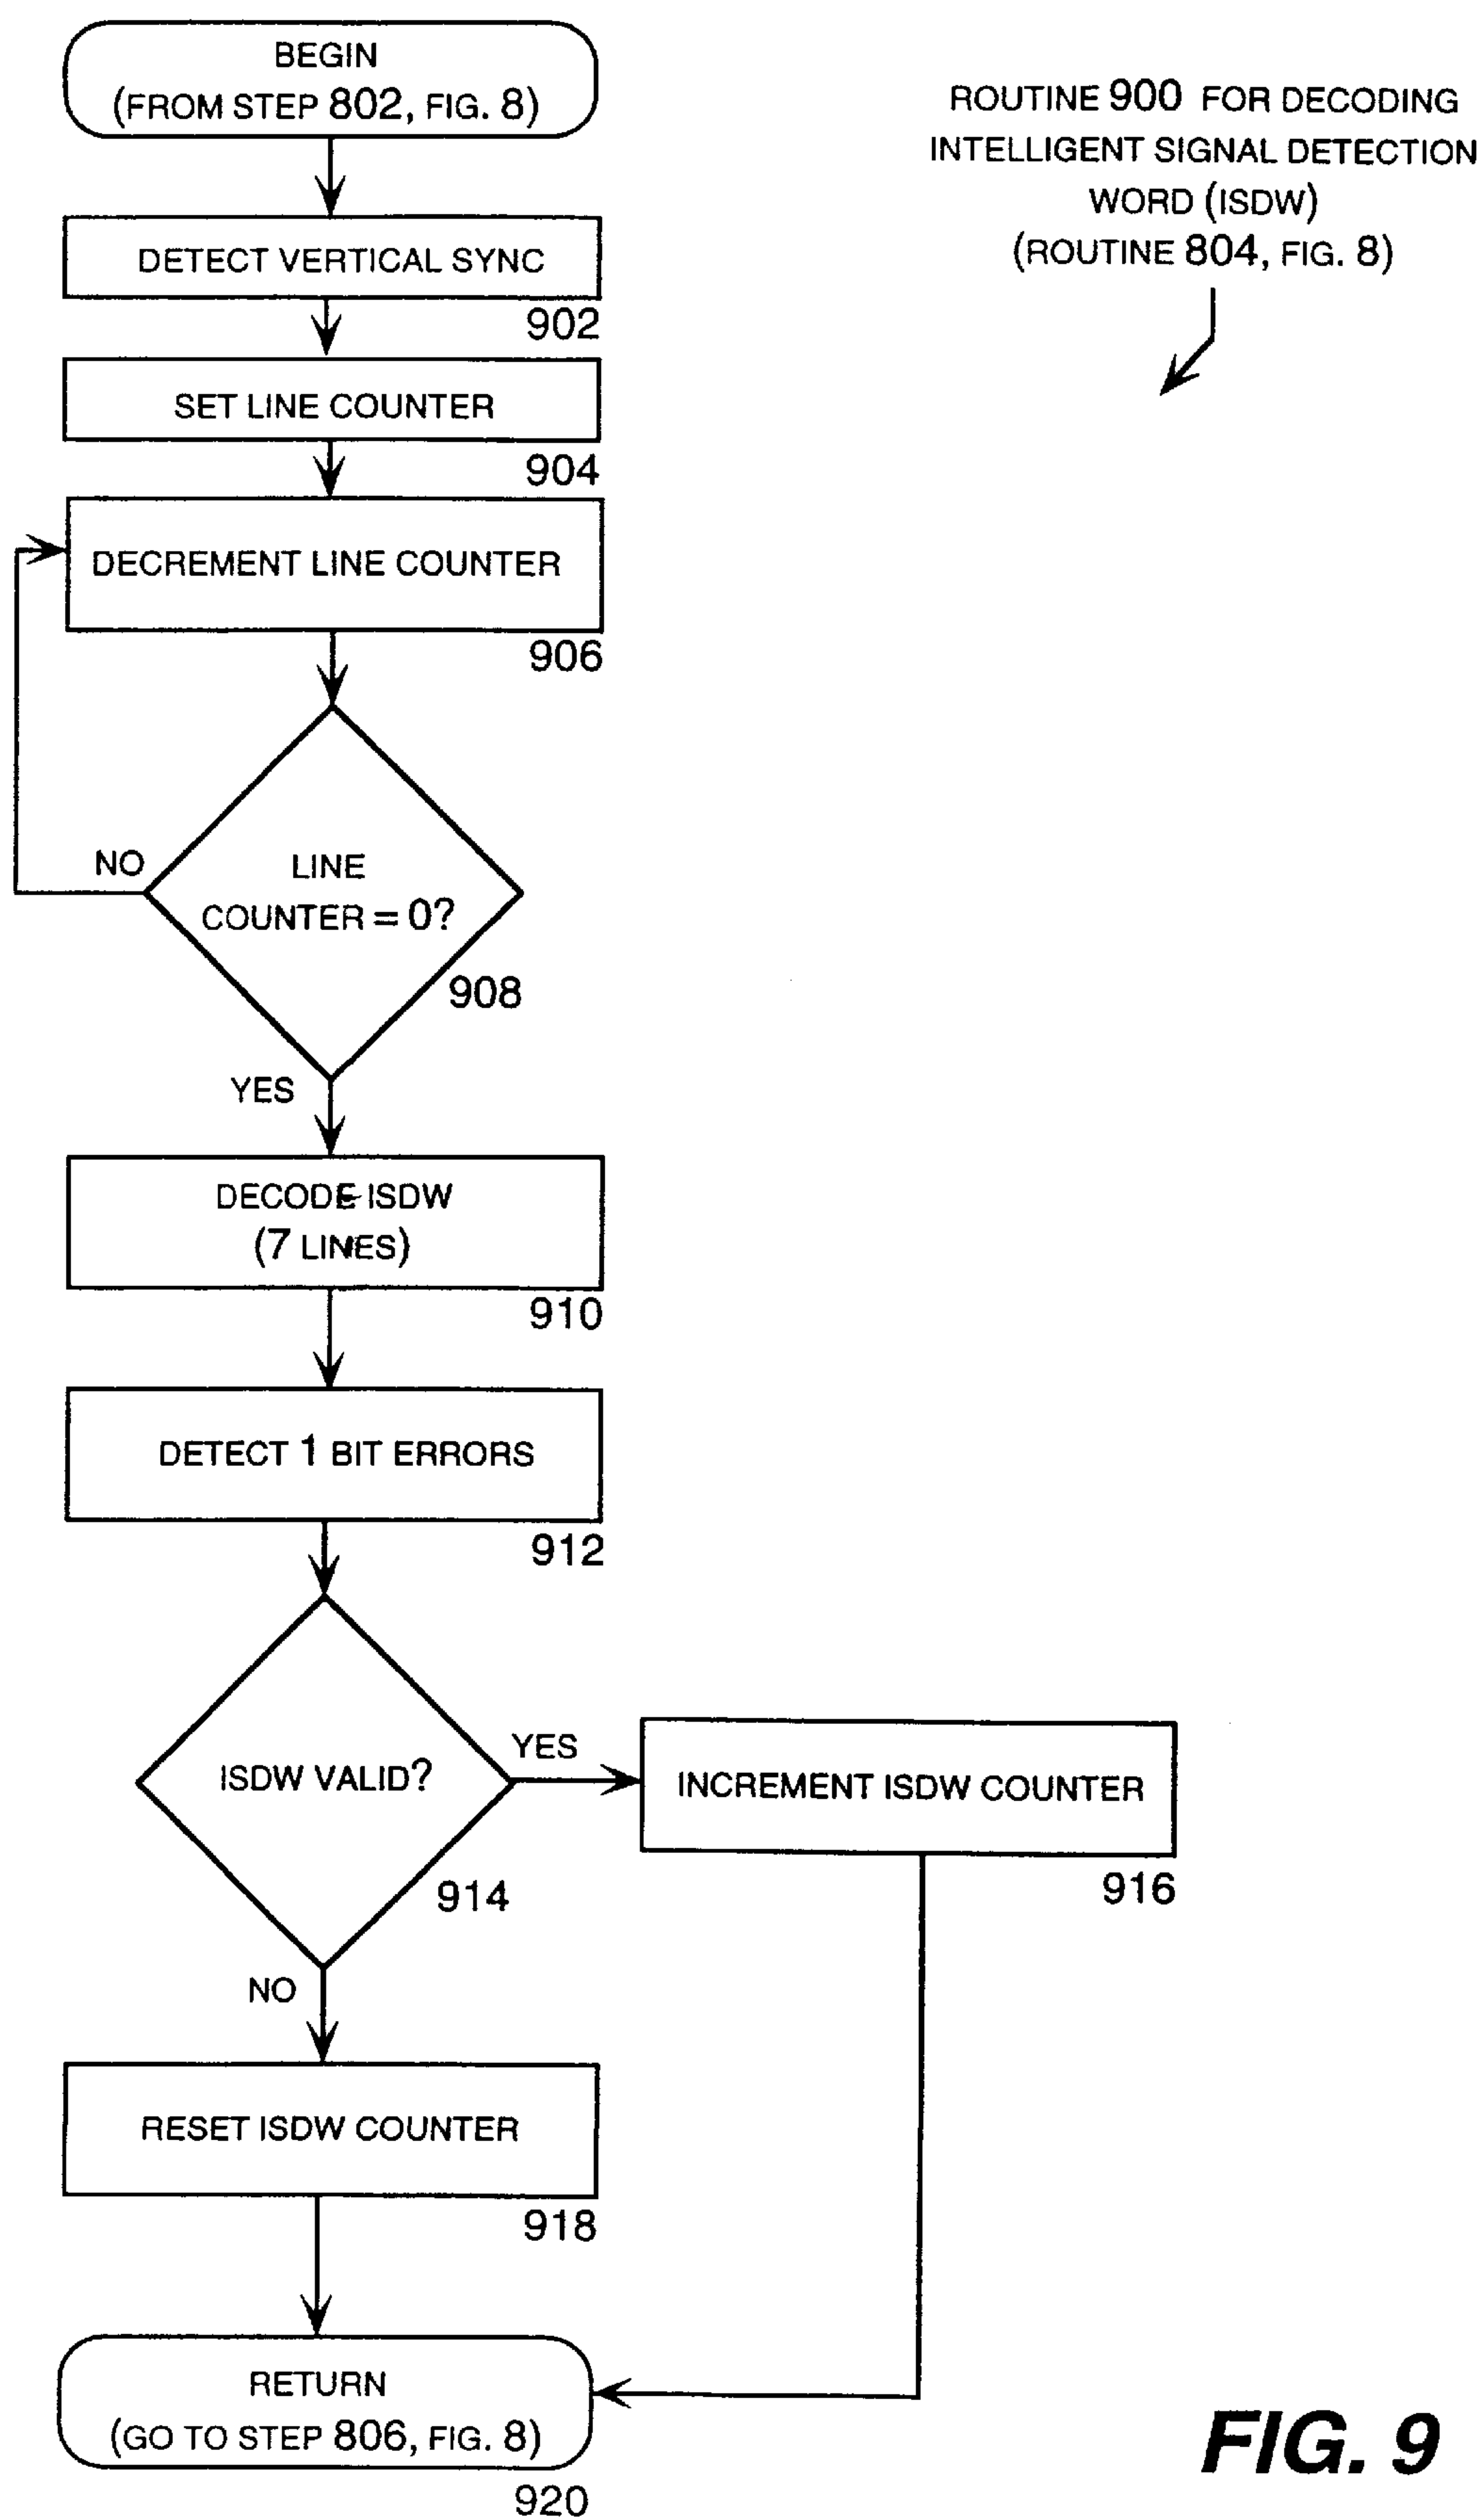 BEGIN
(FROM STEP 802, FIG. 8)
ROUTINE 900 FOR DECODING
INTELLIGENT SIGNAL DETECTION
WORD (ISDW)
(ROUTINE 804, FIG. 8)
DETECT VERTICAL SYNC
902
SET LINE COUNTER
904
DECREMENT LINE COUNTER
906
NO
LINE
COUNTER = 0?
908
YES
DECODE ISDW
(7 LINES)
910
DETECT 1 BIT ERRORS
912
ISDW VALID?
YES
914
INCREMENT ISDW COUNTER
916
NO
RESET ISDW COUNTER
918
RETURN
(GO TO STEP 806, FIG. 8)
920
FIG. 9